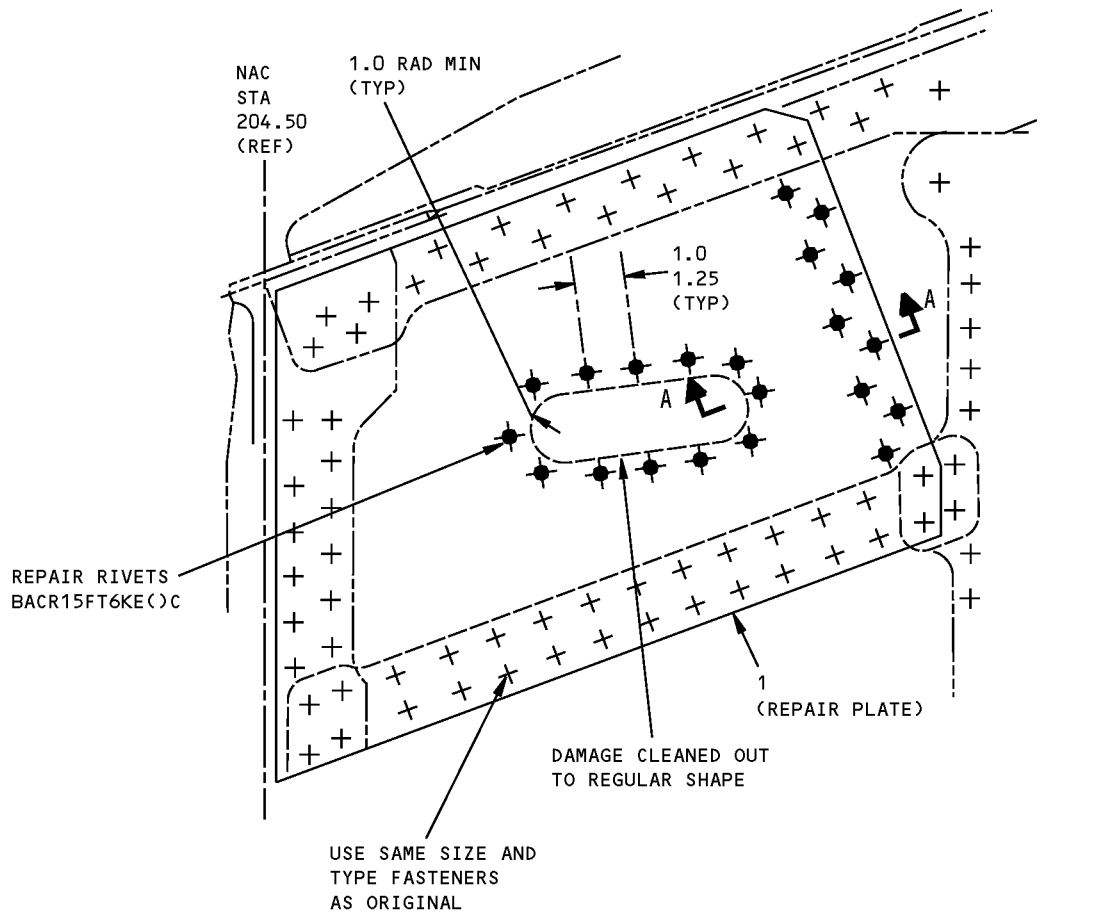 1.0 RAD MIN
(TYP)
NAC
STA
204.50
(REF)
1.0
1.25
(TYP)
A
A
REPAIR RIVETS
BACR15FT6KE()C
1
(REPAIR PLATE)
DAMAGE CLEANED OUT
TO REGULAR SHAPE
USE SAME SIZE AND
TYPE FASTENERS
AS ORIGINAL